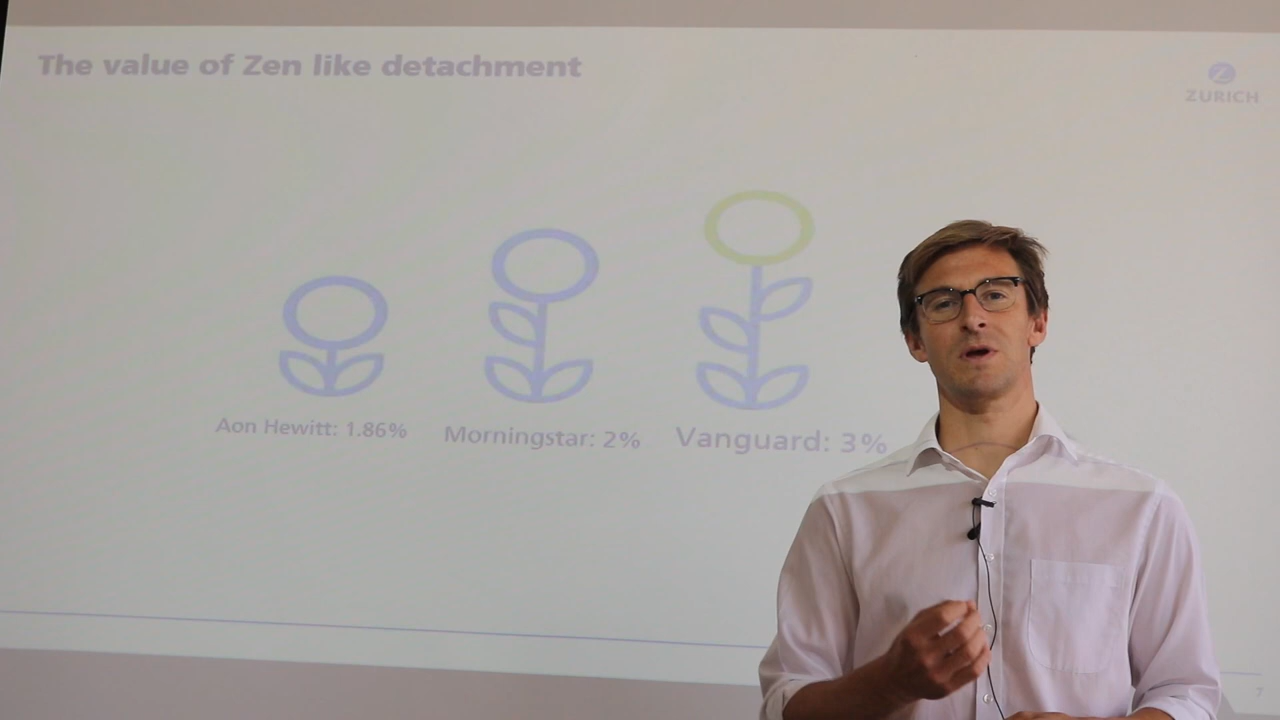 The value of Zen like detachment
Z
ZURICH
Aon Hewitt: 1.86%
Morningstar: 2%
Vanguard: 3%
7